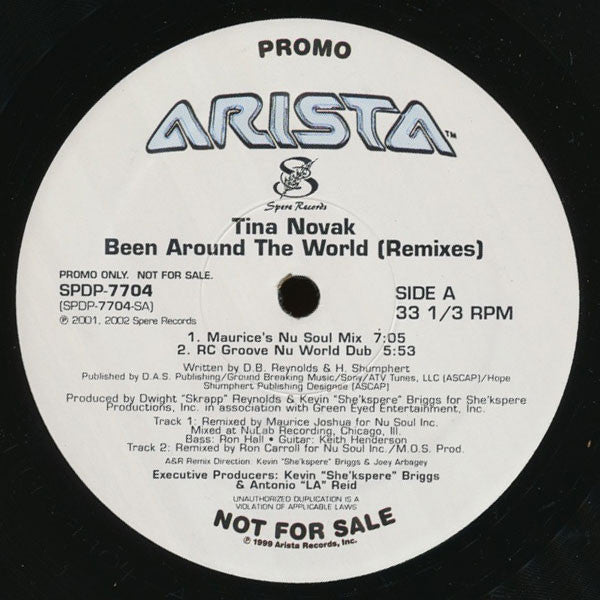 PROMO
ARISTA™
S
Spere Records
Tina Novak
Been Around The World (Remixes)
PROMO ONLY. NOT FOR SALE.
SPDP-7704
(SPDP-7704-SA)
℗ 2001, 2002 Spere Records
SIDE A
33 1/3 RPM
1. Maurice's Nu Soul Mix 7:05
2. RC Groove Nu World Dub 5:53
Written by D.B. Reynolds & H. Shumphert
Published by D.A.S. Publishing/Ground Breaking Music/Sony/ATV Tunes, LLC (ASCAP)/Hope
Shumphert Publishing Designee (ASCAP)
Produced by Dwight "Skrapp" Reynolds & Kevin "She'kspere" Briggs for She'kspere
Productions, Inc. in association with Green Eyed Entertainment, Inc.
Track 1: Remixed by Maurice Joshua for Nu Soul Inc.
Mixed at NuLab Recording, Chicago, Ill.
Bass: Ron Hall • Guitar: Keith Henderson
Track 2: Remixed by Ron Carroll for Nu Soul Inc./M.O.S. Prod.
A&R Remix Direction: Kevin "She'kspere" Briggs & Joey Arbagey
Executive Producers: Kevin "She'kspere" Briggs
& Antonio "LA" Reid
UNAUTHORIZED DUPLICATION IS A
VIOLATION OF APPLICABLE LAWS
NOT FOR SALE
℗ 1999 Arista Records, Inc.